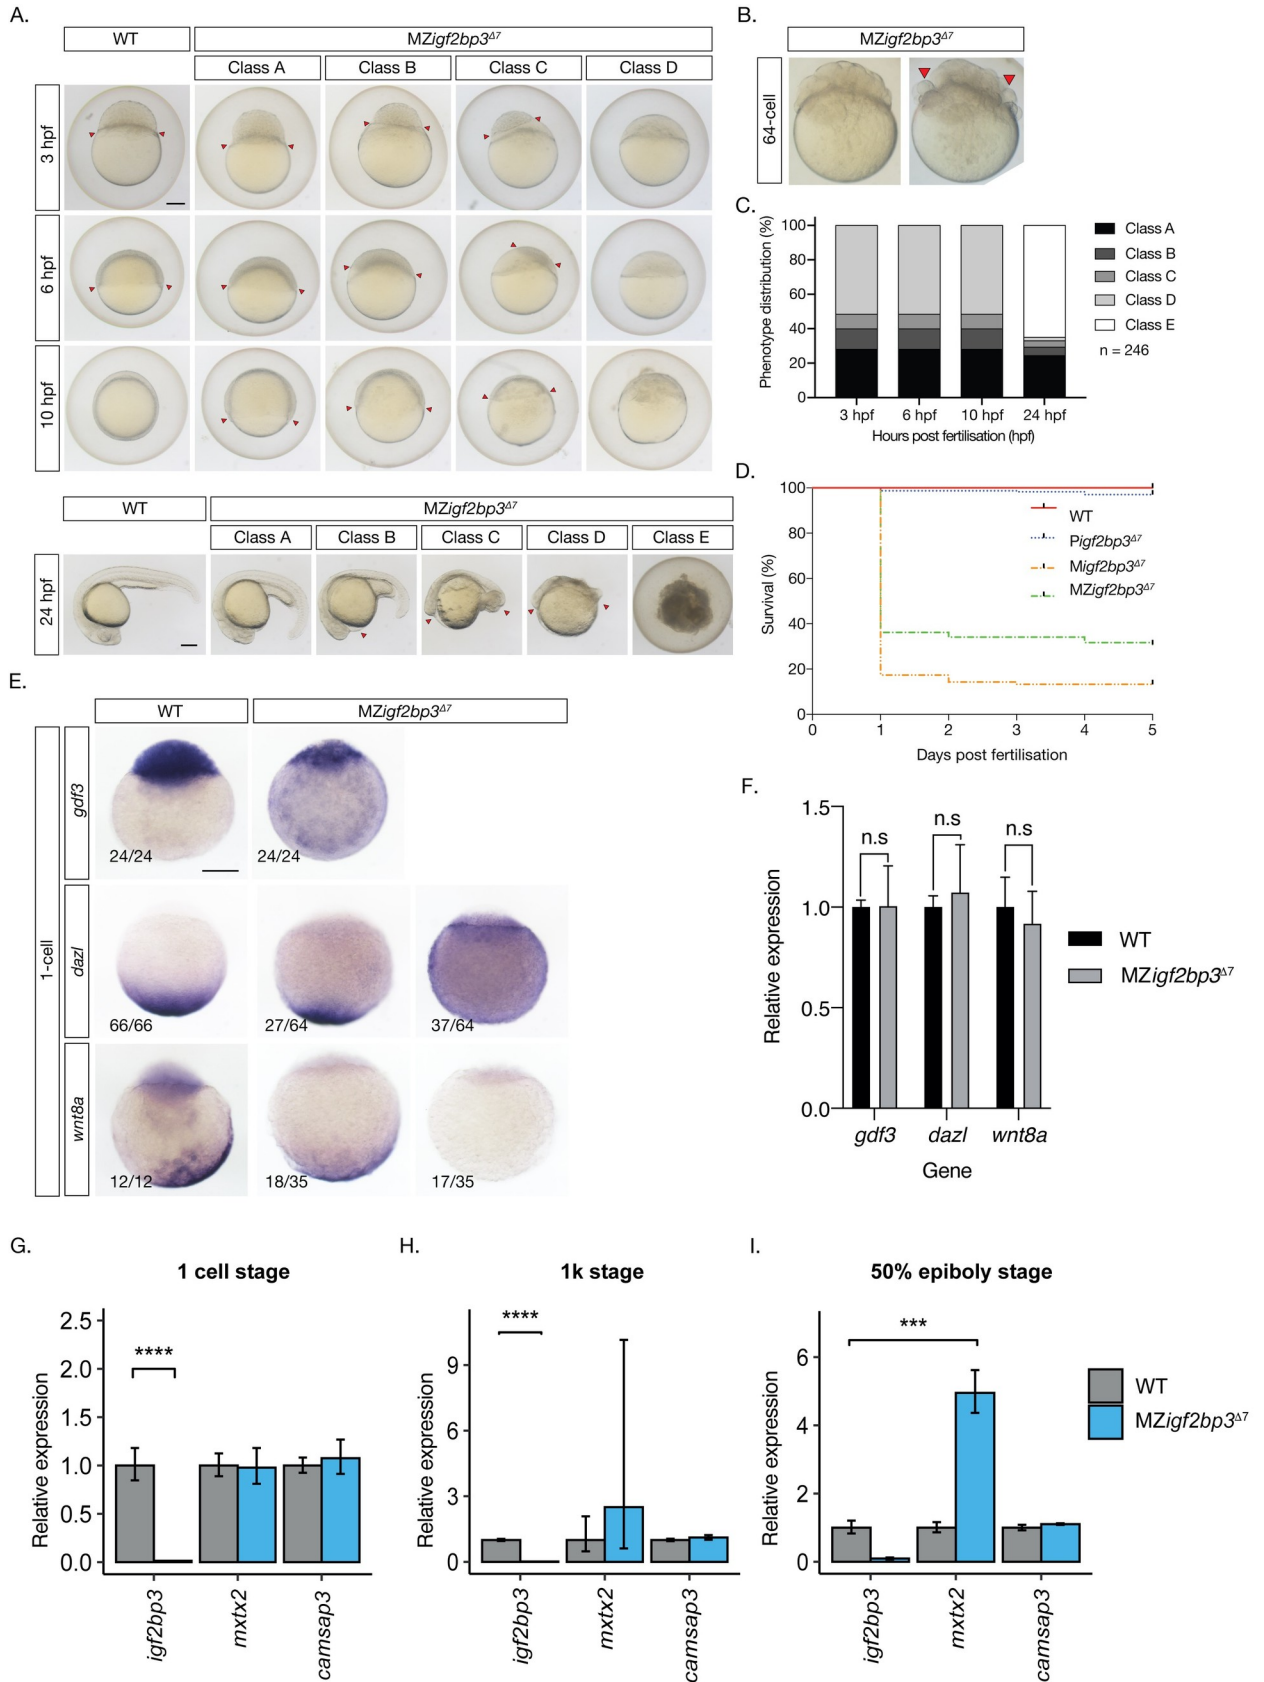 A.
WT
MZigf2bp3Δ7
Class A
Class B
Class C
Class D
3 hpf
6 hpf
10 hpf
WT
MZigf2bp3Δ7
Class A
Class B
Class C
Class D
Class E
24 hpf
B.
MZigf2bp3Δ7
64-cell
C.
Phenotype distribution (%)
100
80
60
40
20
0
3 hpf
6 hpf
10 hpf
24 hpf
Hours post fertilisation (hpf)
Class A
Class B
Class C
Class D
Class E
n = 246
D.
Survival (%)
100
80
60
40
20
0
0
1
2
3
4
5
Days post fertilisation
WT
Pigf2bp3Δ7
Migf2bp3Δ7
MZigf2bp3Δ7
E.
WT
MZigf2bp3Δ7
1-cell
gdf3
24/24
24/24
dazl
66/66
27/64
37/64
wnt8a
12/12
18/35
17/35
F.
Relative expression
1.5
1.0
0.5
0.0
n.s
n.s
n.s
gdf3
dazl
wnt8a
Gene
WT
MZigf2bp3Δ7
G.
1 cell stage
Relative expression
2.5
2.0
1.5
1.0
0.5
0.0
****
igf2bp3
mxtx2
camsap3
H.
1k stage
Relative expression
9
6
3
0
****
igf2bp3
mxtx2
camsap3
I.
50% epiboly stage
Relative expression
6
4
2
0
***
igf2bp3
mxtx2
camsap3
WT
MZigf2bp3Δ7